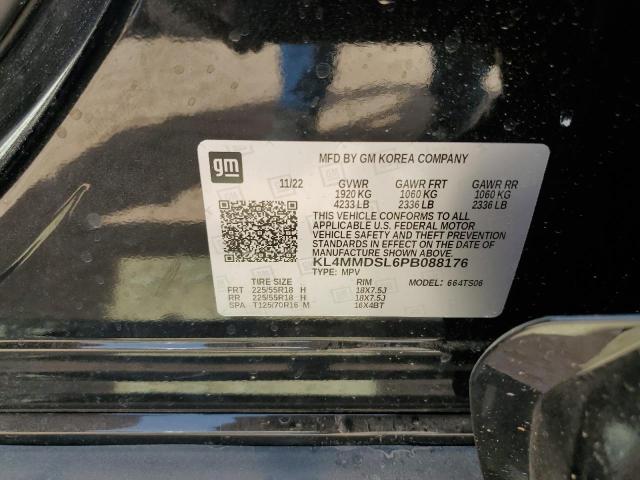 gm
MFD BY GM KOREA COMPANY
11/22 GVWR GAWR FRT GAWR RR
1920 KG 1060 KG 1060 KG
4233 LB 2336 LB 2336 LB
THIS VEHICLE CONFORMS TO ALL
APPLICABLE U.S. FEDERAL MOTOR
VEHICLE SAFETY AND THEFT PREVENTION
STANDARDS IN EFFECT ON THE DATE OF
MANUFACTURE SHOWN ABOVE.
KL4MMDSL6PB088176
TYPE: MPV MODEL: 664TS06
TIRE SIZE RIM
FRT 225/55R18 H 18X7.5J
RR 225/55R18 H 18X7.5J
SPA T125/70R16 M 16X4BT